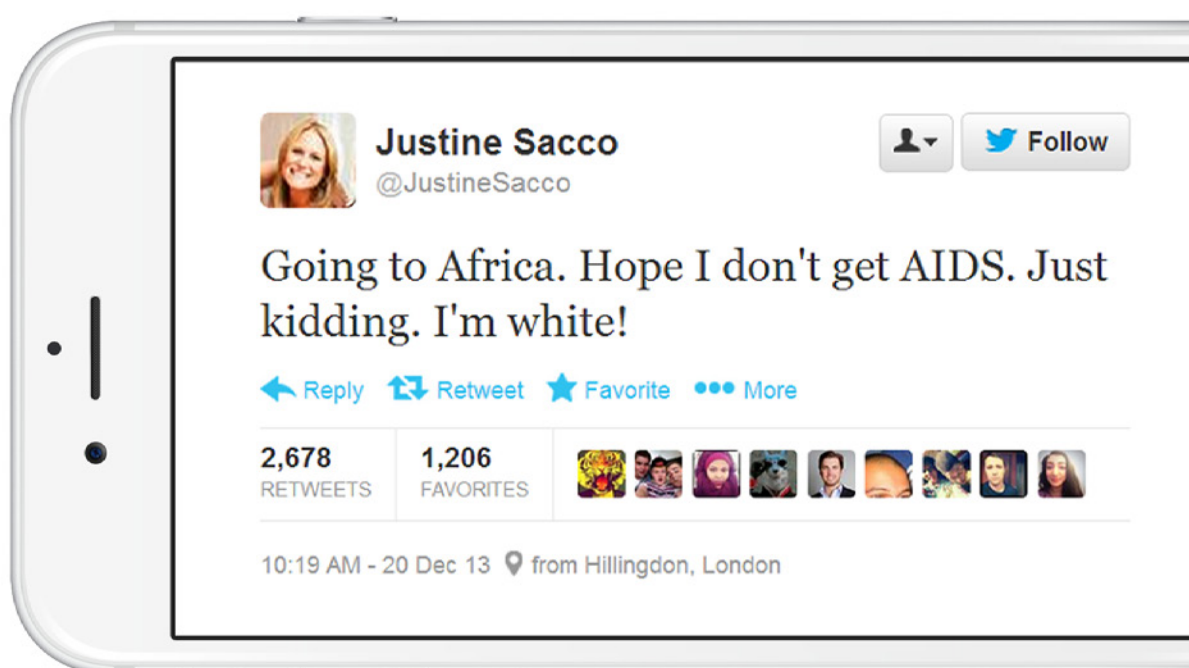 Justine Sacco
@JustineSacco
Follow
Going to Africa. Hope I don't get AIDS. Just
kidding. I'm white!
Reply Retweet Favorite More
2,678 1,206
RETWEETS FAVORITES
10:19 AM - 20 Dec 13 from Hillingdon, London